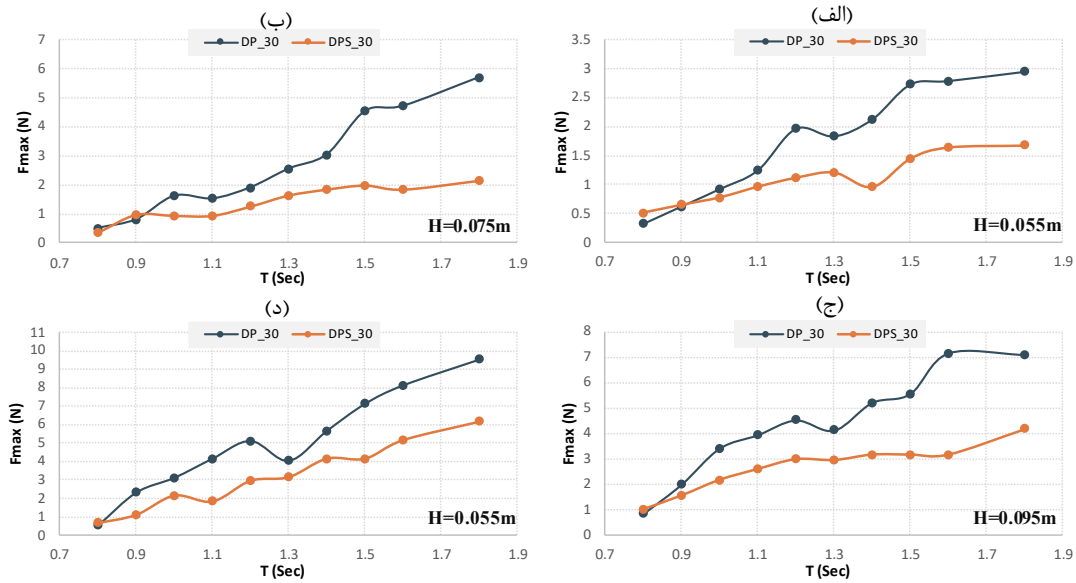 (الف)
DP_30 DPS_30
3.5
3
2.5
2
1.5
1
0.5
0
Fmax (N)
H=0.055m
0.7 0.9 1.1 1.3 1.5 1.7 1.9
T (Sec)
(ب)
DP_30 DPS_30
7
6
5
4
3
2
1
0
Fmax (N)
H=0.075m
0.7 0.9 1.1 1.3 1.5 1.7 1.9
T (Sec)
(ج)
DP_30 DPS_30
8
7
6
5
4
3
2
1
0
Fmax (N)
H=0.095m
0.7 0.9 1.1 1.3 1.5 1.7 1.9
T (Sec)
(د)
DP_30 DPS_30
11
10
9
8
7
6
5
4
3
2
1
0
Fmax (N)
H=0.055m
0.7 0.9 1.1 1.3 1.5 1.7 1.9
T (Sec)